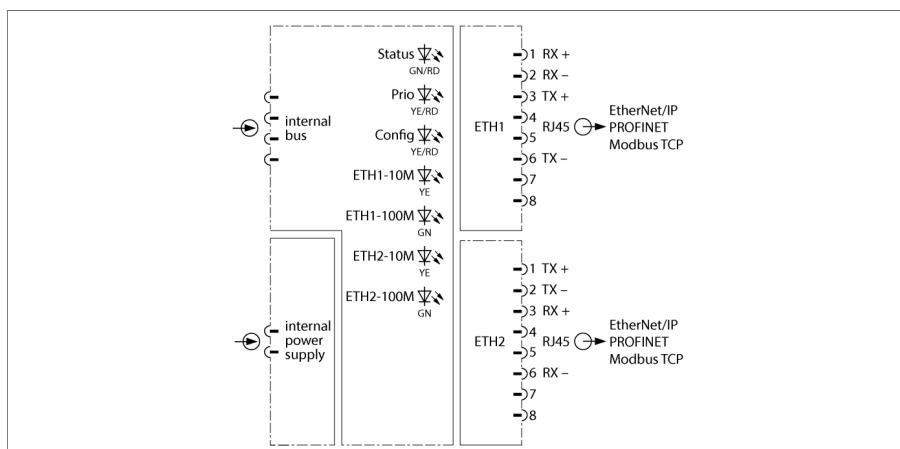 Status
GN/RD
Prio
YE/RD
Config
YE/RD
ETH1-10M
YE
ETH1-100M
GN
ETH2-10M
YE
ETH2-100M
GN
internal
bus
internal
power
supply
ETH1
1 RX +
2 RX –
3 TX +
4
5
6 TX –
7
8
RJ45
EtherNet/IP
PROFINET
Modbus TCP
ETH2
1 TX +
2 TX –
3 RX +
4
5
6 RX –
7
8
RJ45
EtherNet/IP
PROFINET
Modbus TCP